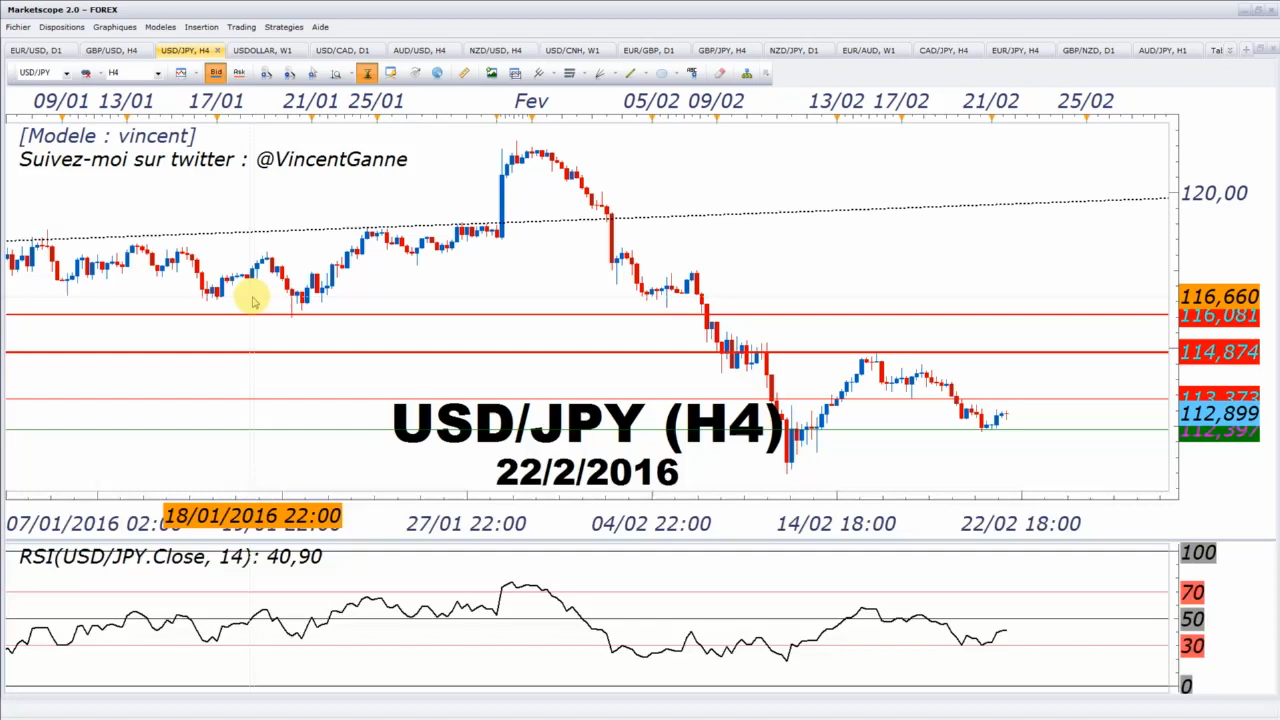 Marketscope 2.0 – FOREX
Fichier Dispositions Graphiques Modeles Insertion Trading Strategies Aide
EUR/USD, D1 GBP/USD, H4 USD/JPY, H4 USDOLLAR, W1 USD/CAD, D1 AUD/USD, H4 NZD/USD, H4 USD/CNH, W1 EUR/GBP, D1 GBP/JPY, H4 NZD/JPY, D1 EUR/AUD, W1 CAD/JPY, H4 EUR/JPY, H4 GBP/NZD, D1 AUD/JPY, H1 Tal
USD/JPY H4 Bid Ask
09/01 13/01 17/01 21/01 25/01 Fev 05/02 09/02 13/02 17/02 21/02 25/02
[Modele : vincent]
Suivez-moi sur twitter : @VincentGanne
120,00
116,660
116,081
114,874
113,373
112,899
112,397
USD/JPY (H4)
22/2/2016
07/01/2016 02: 18/01/2016 22:00 27/01 22:00 04/02 22:00 14/02 18:00 22/02 18:00
RSI(USD/JPY.Close, 14): 40,90
100
70
50
30
0